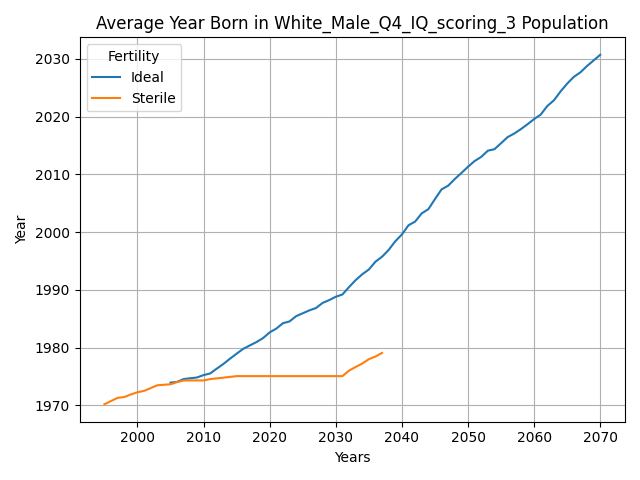 Average Year Born in White_Male_Q4_IQ_scoring_3 Population
Fertility
Ideal
Sterile
Year
2030
2020
2010
2000
1990
1980
1970
2000 2010 2020 2030 2040 2050 2060 2070
Years